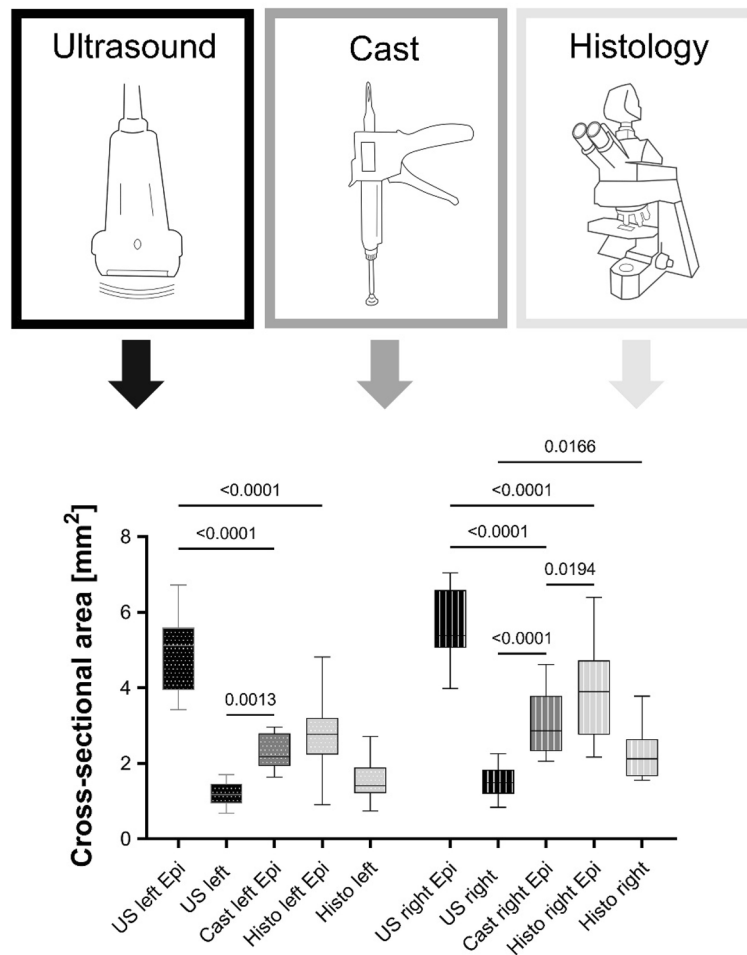 Ultrasound
Cast
Histology
0.0166
<0.0001
<0.0001
<0.0001
<0.0001
0.0194
<0.0001
0.0013
Cross-sectional area [mm²]
8
6
4
2
0
US left Epi
US left
Cast left Epi
Histo left Epi
Histo left
US right Epi
US right
Cast right Epi
Histo right Epi
Histo right